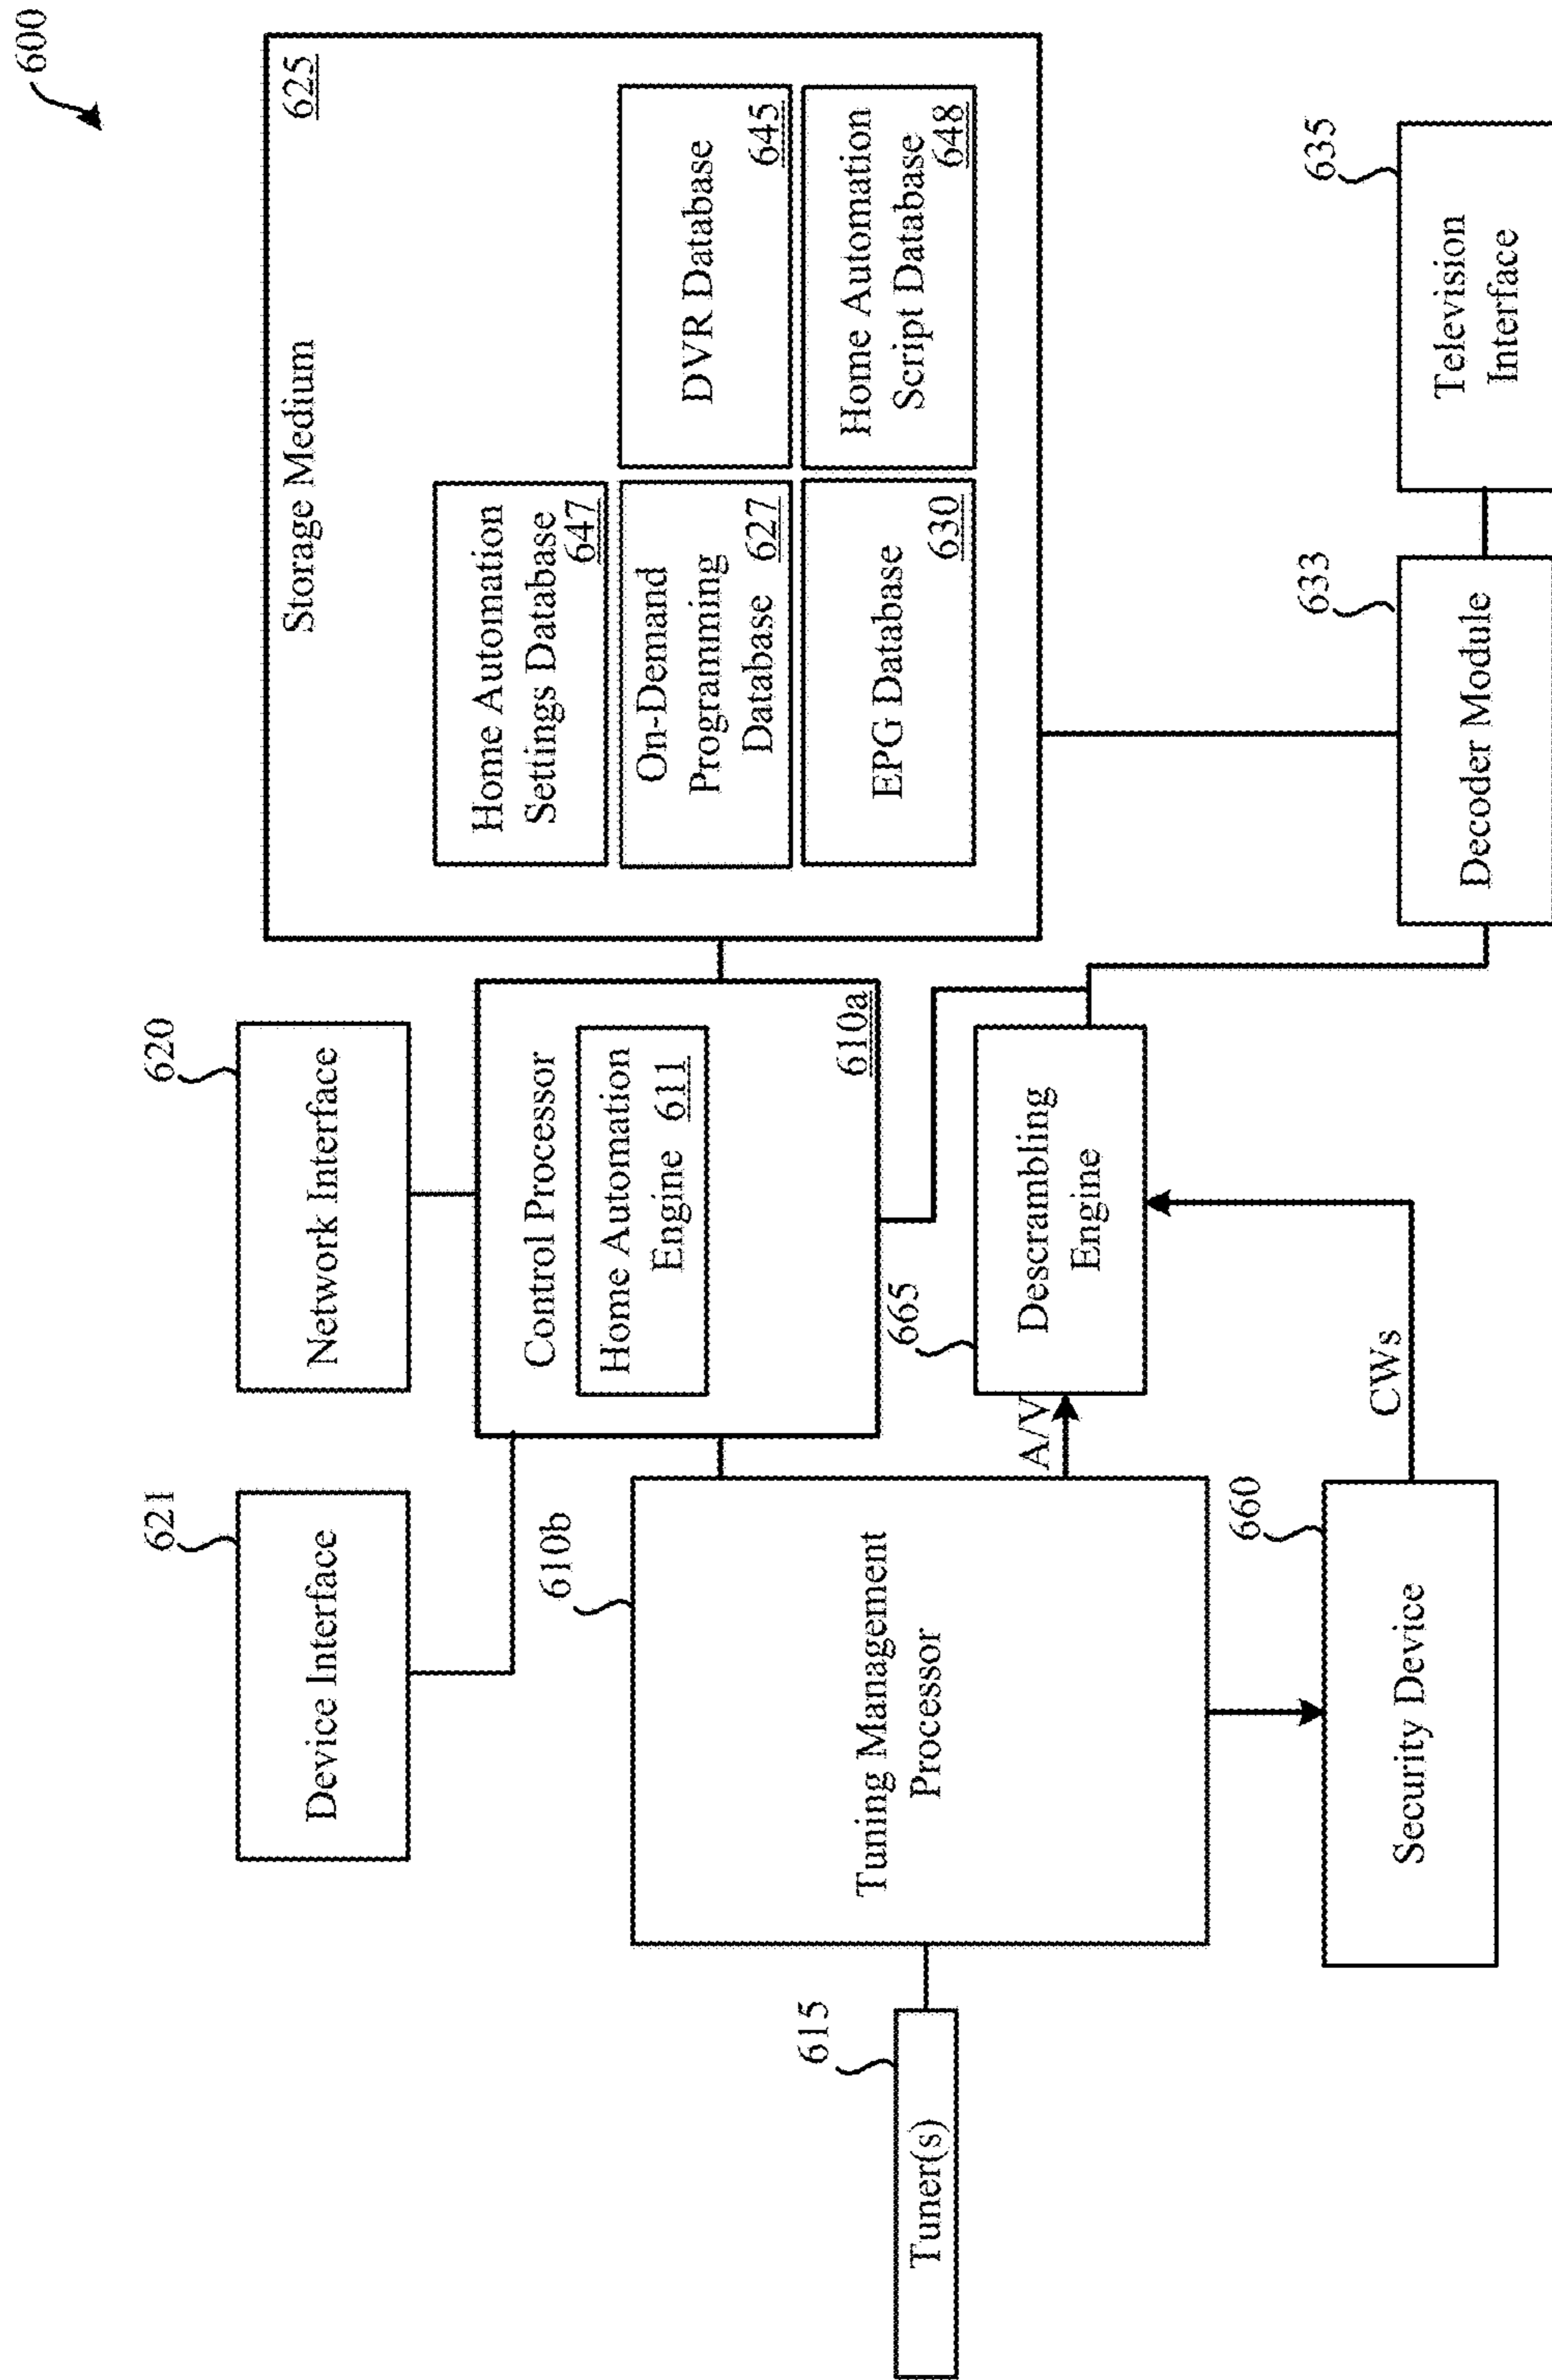 600
621
Device Interface
620
Network Interface
Storage Medium
625
Home Automation
Settings Database
647
On-Demand
Programming
Database 627
DVR Database
645
EPG Database
630
Home Automation
Script Database
648
Control Processor
Home Automation
Engine 611
610a
610b
Tuning Management
Processor
615
Tuner(s)
A/V
665
Descrambling
Engine
660
Security Device
CWs
633
Decoder Module
635
Television
Interface